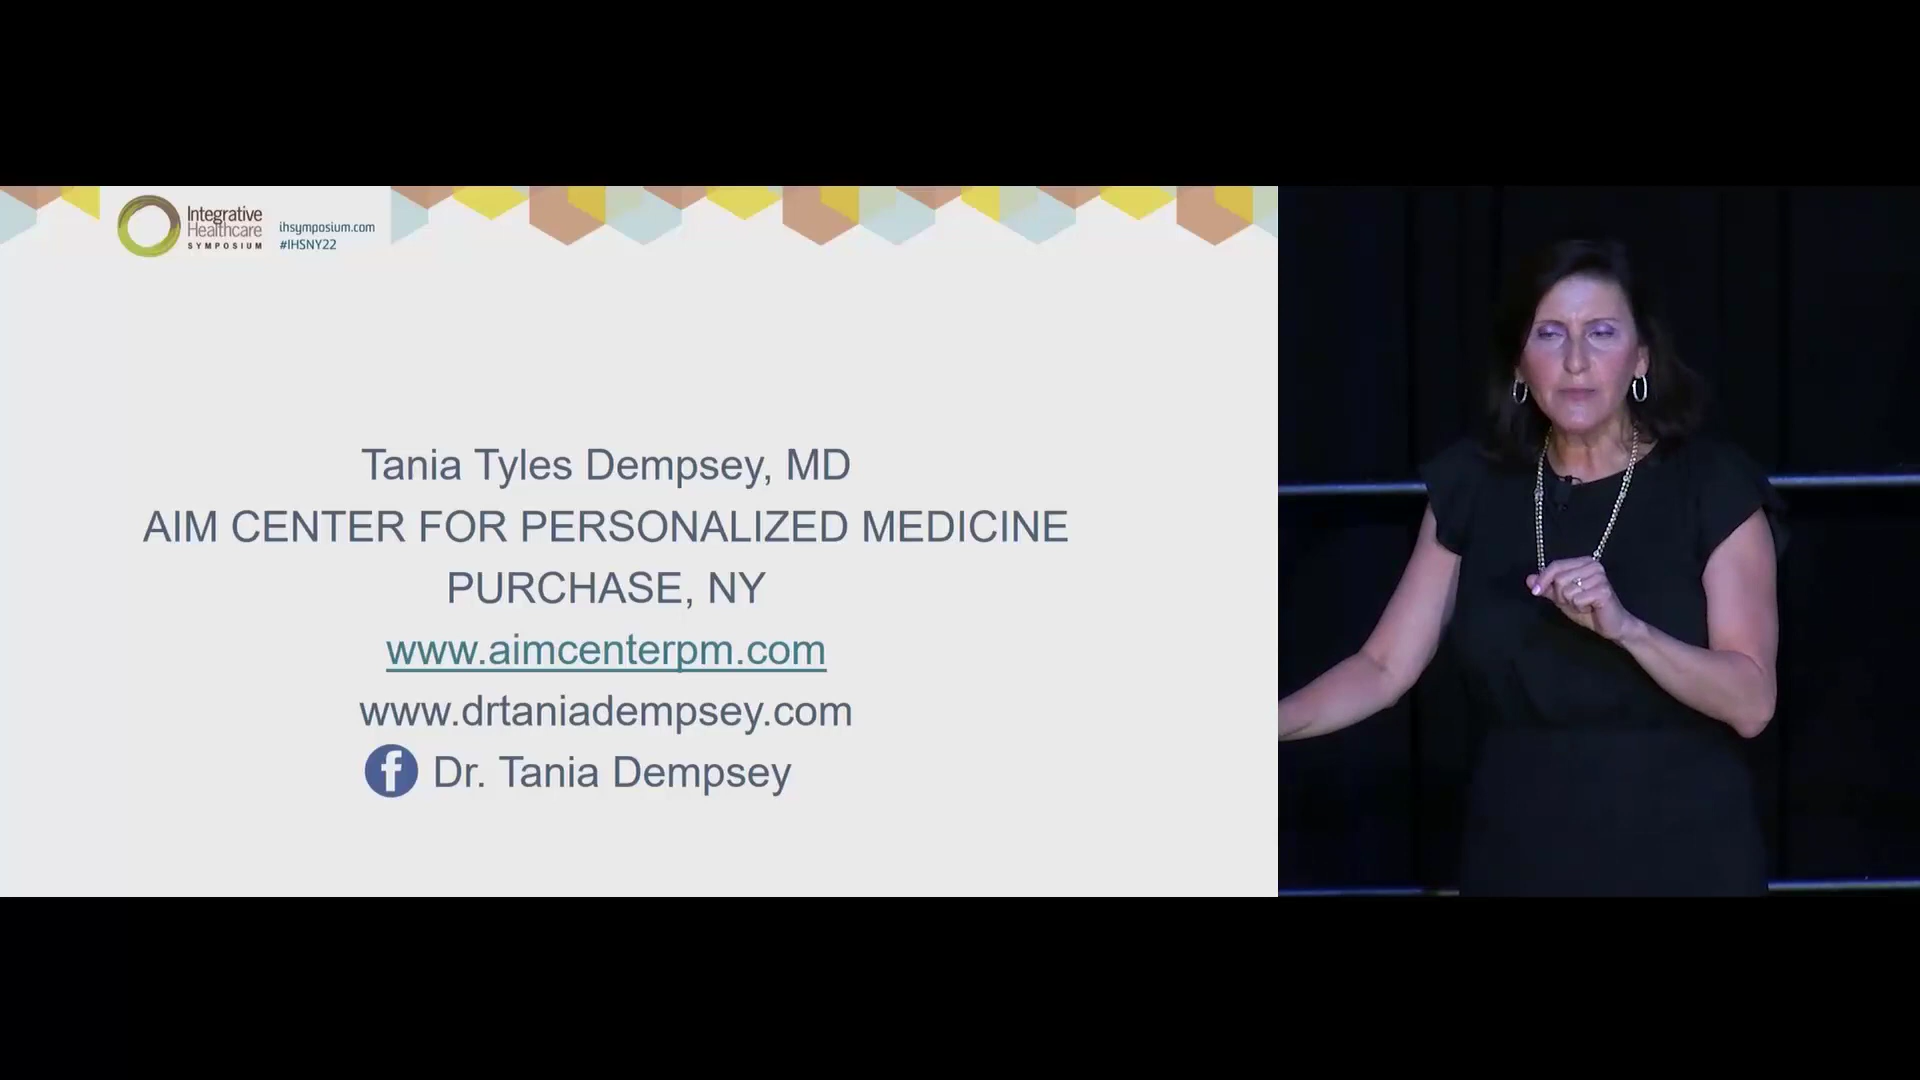 Integrative
Healthcare
SYMPOSIUM
ihsymposium.com
#IHSNY22
Tania Tyles Dempsey, MD
AIM CENTER FOR PERSONALIZED MEDICINE
PURCHASE, NY
www.aimcenterpm.com
www.drtaniadempsey.com
f Dr. Tania Dempsey